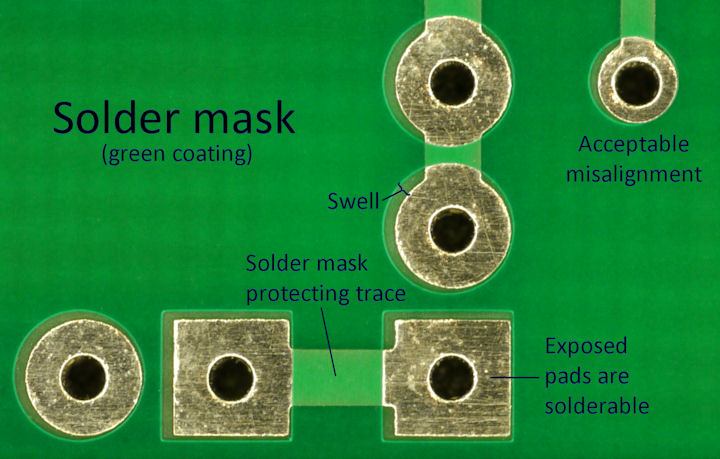 Solder mask
(green coating)
Acceptable
misalignment
Swell
Solder mask
protecting trace
Exposed
pads are
solderable